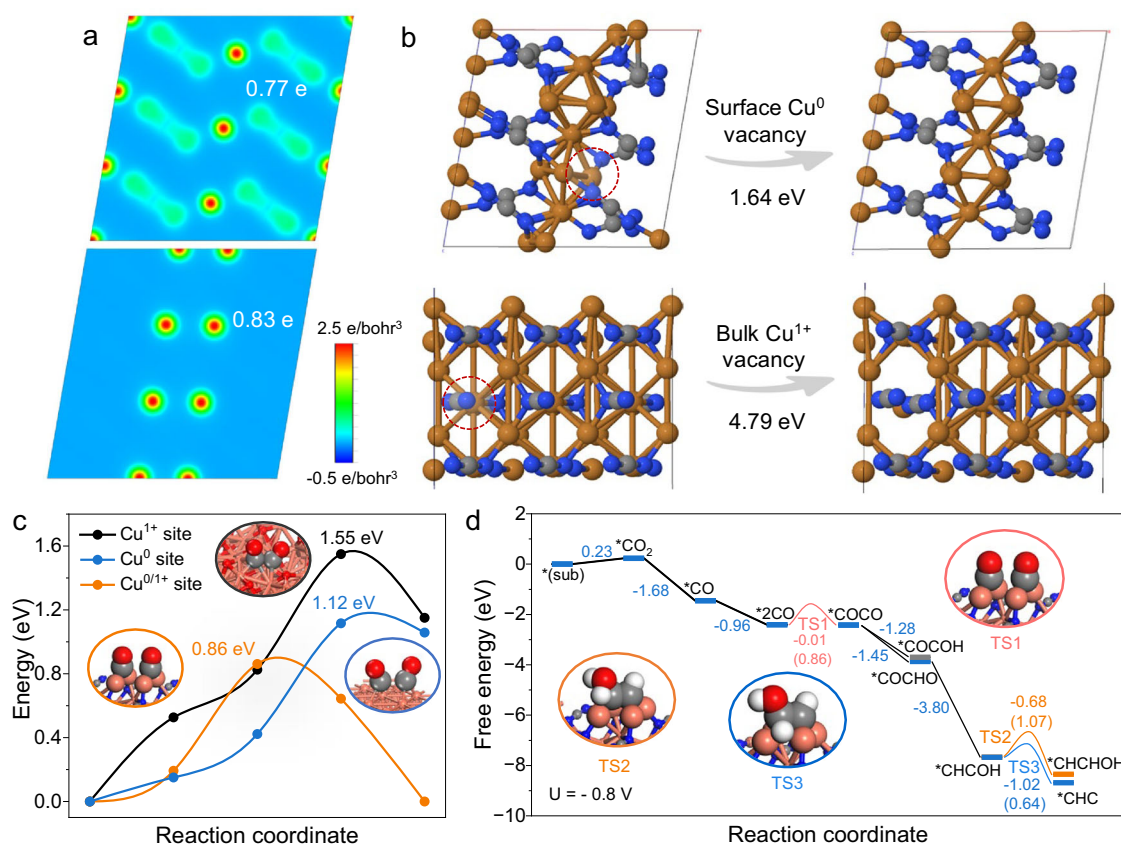 a
0.77 e
0.83 e
2.5 e/bohr³
-0.5 e/bohr³
b
Surface Cu⁰
vacancy
1.64 eV
Bulk Cu¹⁺
vacancy
4.79 eV
c
Cu¹⁺ site
Cu⁰ site
Cu⁰ᐟ¹⁺ site
1.55 eV
1.12 eV
0.86 eV
1.6
1.2
0.8
0.4
0.0
Energy (eV)
Reaction coordinate
d
2
0
−2
−4
−6
−8
−10
Free energy (eV)
*(sub)
0.23
*CO₂
-1.68
*CO
-0.96
*2CO
TS1
-0.01
(0.86)
*COCO
-1.28
*COCOH
-1.45
*COCHO
-3.80
*CHCOH
TS2
-0.68
(1.07)
*CHCHOH
TS3
-1.02
(0.64)
*CHC
TS1
TS2
TS3
U = - 0.8 V
Reaction coordinate